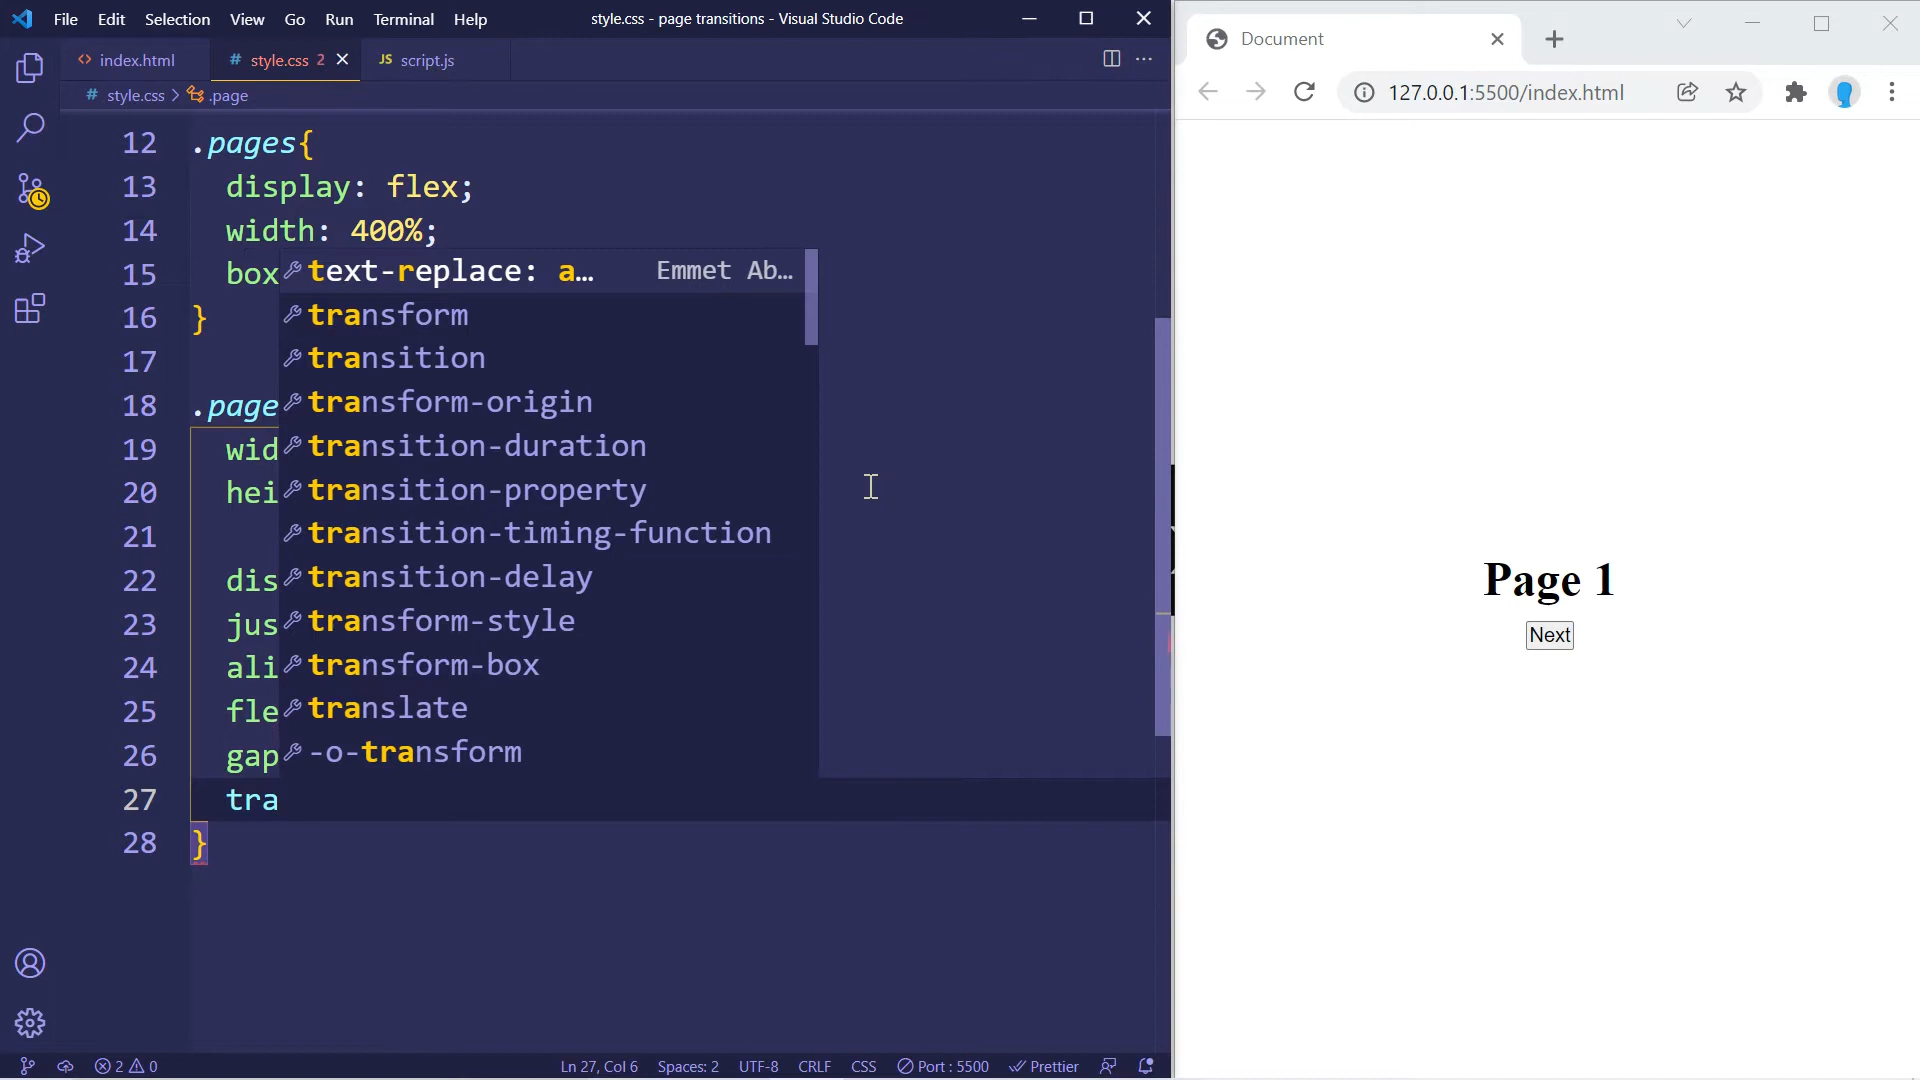 File Edit Selection View Go Run Terminal Help
style.css - page transitions - Visual Studio Code
index.html
# style.css 2
JS script.js
# style.css > .page
12 .pages{
13 display: flex;
14 width: 400%;
15 box
16 }
17
18 .page
19 wid
20 hei
21
22 dis
23 jus
24 ali
25 fle
26 gap
27 tra
28 }
text-replace: a… Emmet Ab…
transform
transition
transform-origin
transition-duration
transition-property
transition-timing-function
transition-delay
transform-style
transform-box
translate
-o-transform
2 0
Ln 27, Col 6 Spaces: 2 UTF-8 CRLF CSS Port : 5500 Prettier
Document
127.0.0.1:5500/index.html
Page 1
Next